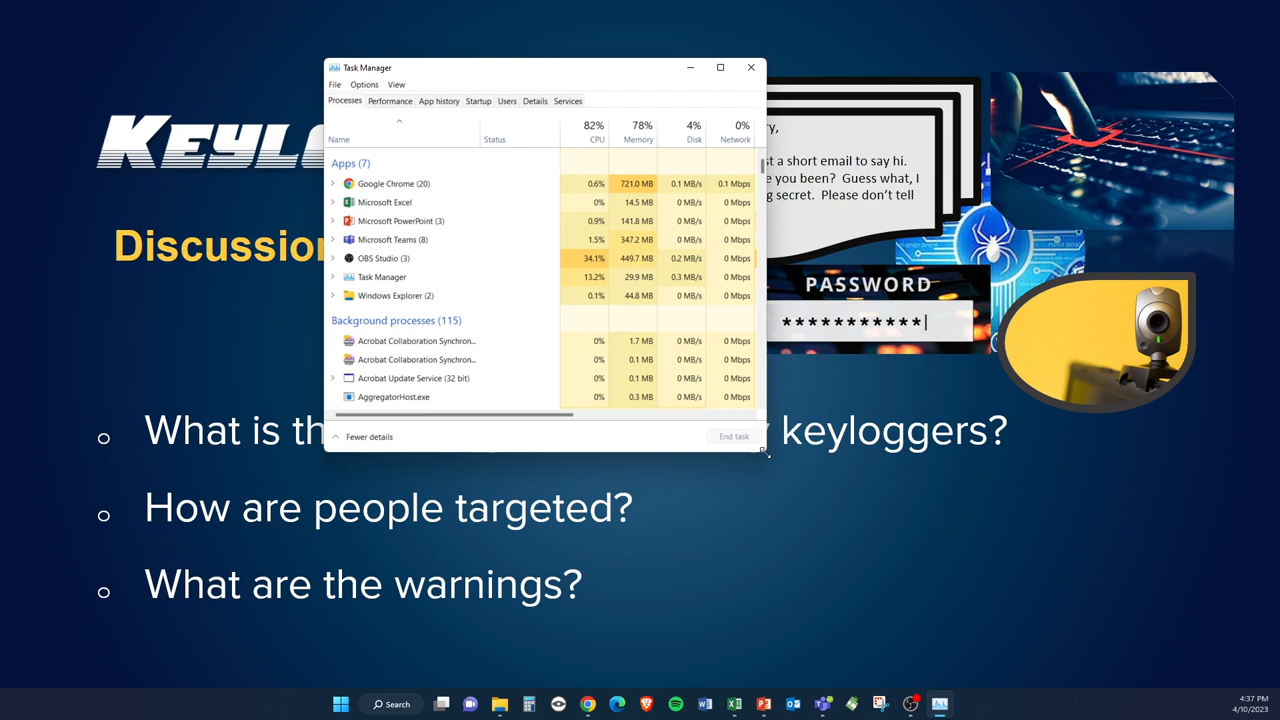 Task Manager
File Options View
Processes Performance App history Startup Users Details Services
82% 78% 4% 0%
Name Status CPU Memory Disk Network
Apps (7)
Google Chrome (20) 0.6% 721.0 MB 0.1 MB/s 0.1 Mbps
Microsoft Excel 0% 14.5 MB 0 MB/s 0 Mbps
Microsoft PowerPoint (3) 0.9% 141.8 MB 0 MB/s 0 Mbps
Microsoft Teams (8) 1.5% 347.2 MB 0 MB/s 0 Mbps
OBS Studio (3) 34.1% 449.7 MB 0.2 MB/s 0 Mbps
Task Manager 13.2% 29.9 MB 0.3 MB/s 0 Mbps
Windows Explorer (2) 0.1% 44.8 MB 0 MB/s 0 Mbps
Background processes (115)
Acrobat Collaboration Synchron... 0% 1.7 MB 0 MB/s 0 Mbps
Acrobat Collaboration Synchron... 0% 0.1 MB 0 MB/s 0 Mbps
Acrobat Update Service (32 bit) 0% 0.1 MB 0 MB/s 0 Mbps
AggregatorHost.exe 0% 0.3 MB 0 MB/s 0 Mbps
Fewer details End task
Keylo
Discussion
y,
t a short email to say hi.
e you been? Guess what, I
g secret. Please don't tell
PASSWORD
***********|
What is th keyloggers?
How are people targeted?
What are the warnings?
Search
4:37 PM
4/10/2023